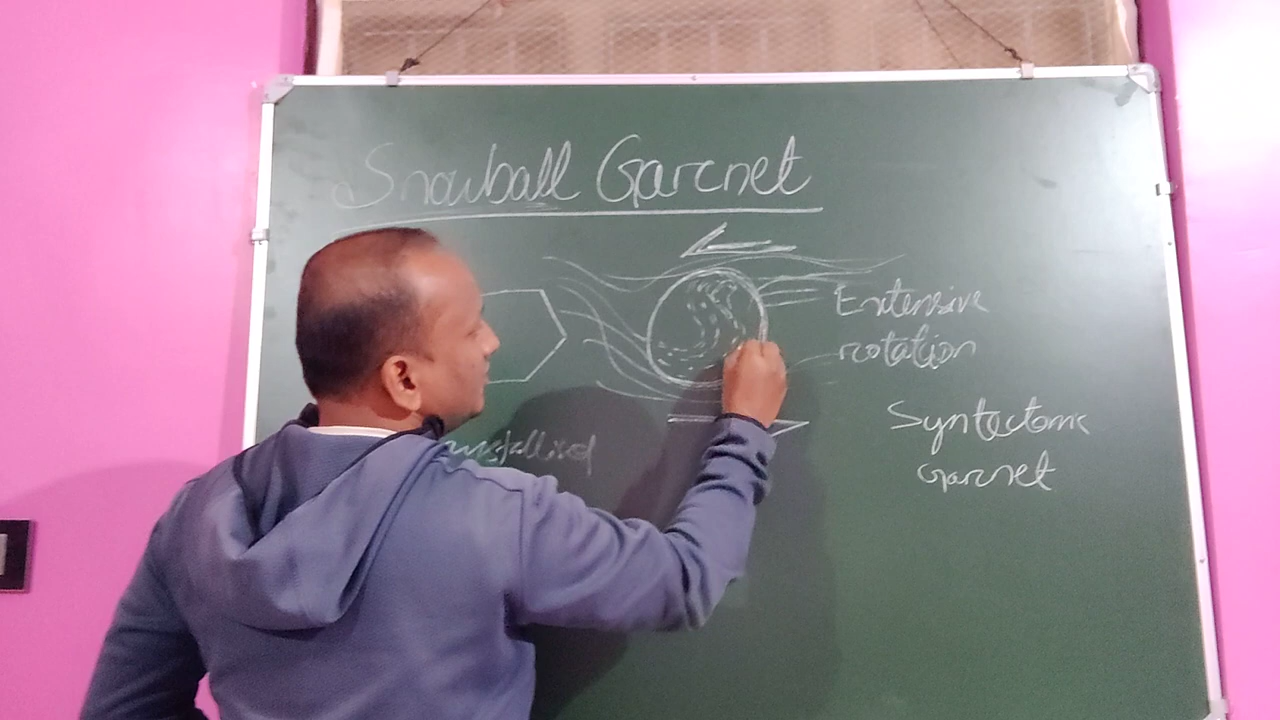 Snowball Garnet
Extensive
rotation
Syntectonic
garnet